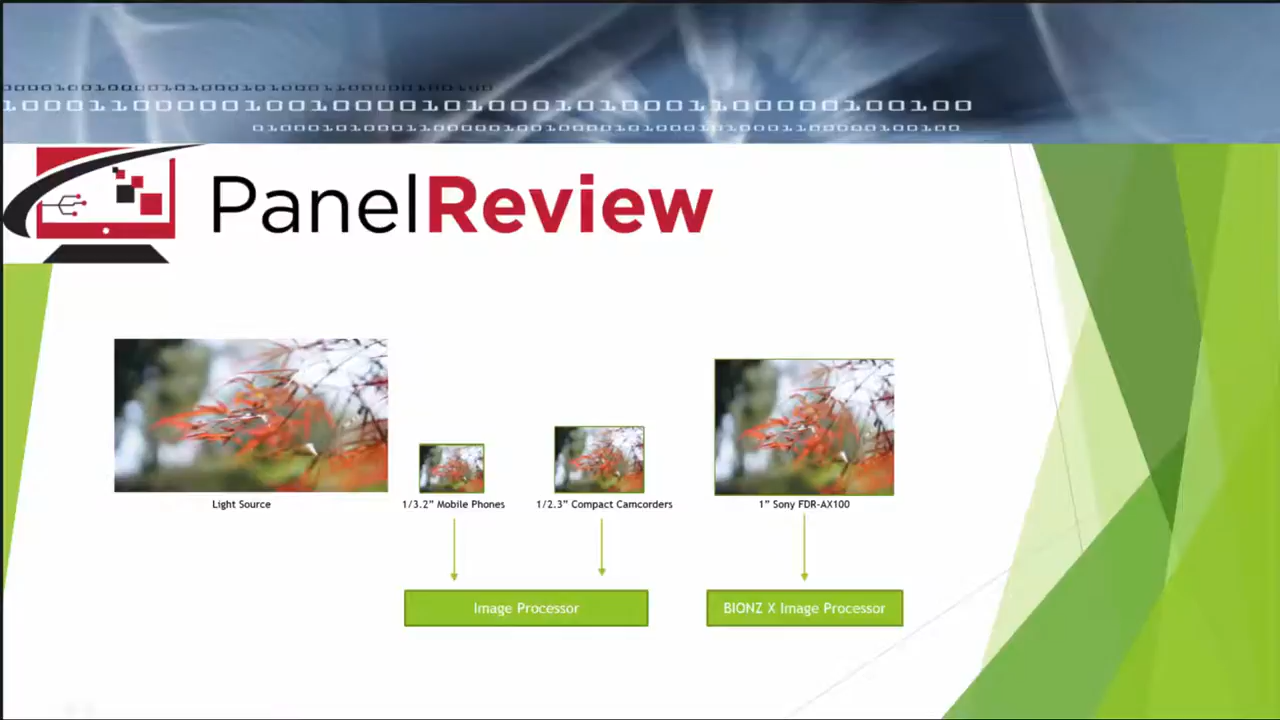 PanelReview
Light Source
1/3.2" Mobile Phones
1/2.3" Compact Camcorders
1" Sony FDR-AX100
Image Processor
BIONZ X Image Processor